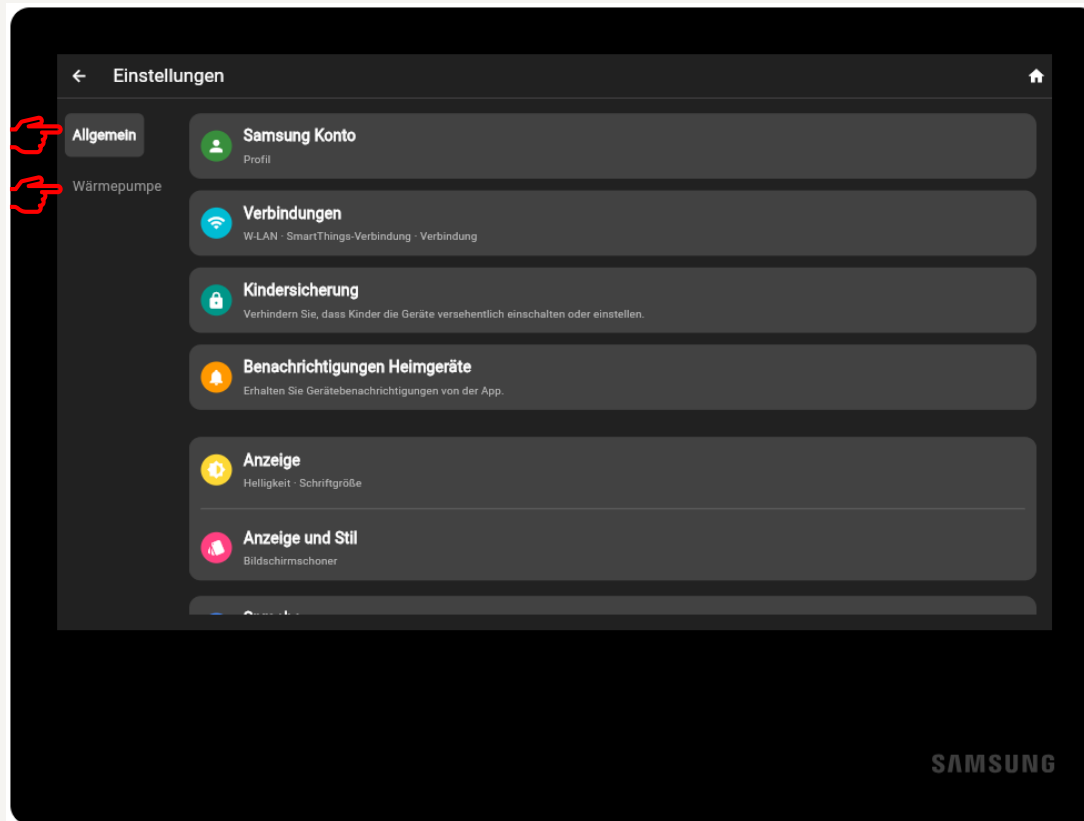 Einstellungen
Allgemein
Wärmepumpe
Samsung Konto
Profil
Verbindungen
W-LAN · SmartThings-Verbindung · Verbindung
Kindersicherung
Verhindern Sie, dass Kinder die Geräte versehentlich einschalten oder einstellen.
Benachrichtigungen Heimgeräte
Erhalten Sie Gerätebenachrichtigungen von der App.
Anzeige
Helligkeit · Schriftgröße
Anzeige und Stil
Bildschirmschoner
SAMSUNG